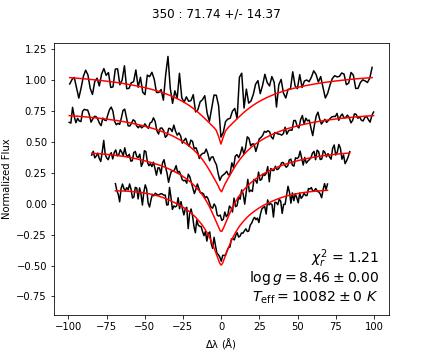 350 : 71.74 +/- 14.37
1.25
1.00
0.75
0.50
0.25
0.00
−0.25
−0.50
−0.75
Normalized Flux
χ²ᵣ = 1.21
log g = 8.46 ± 0.00
T_eff = 10082 ± 0 K
−100 −75 −50 −25 0 25 50 75 100
Δλ (Å)